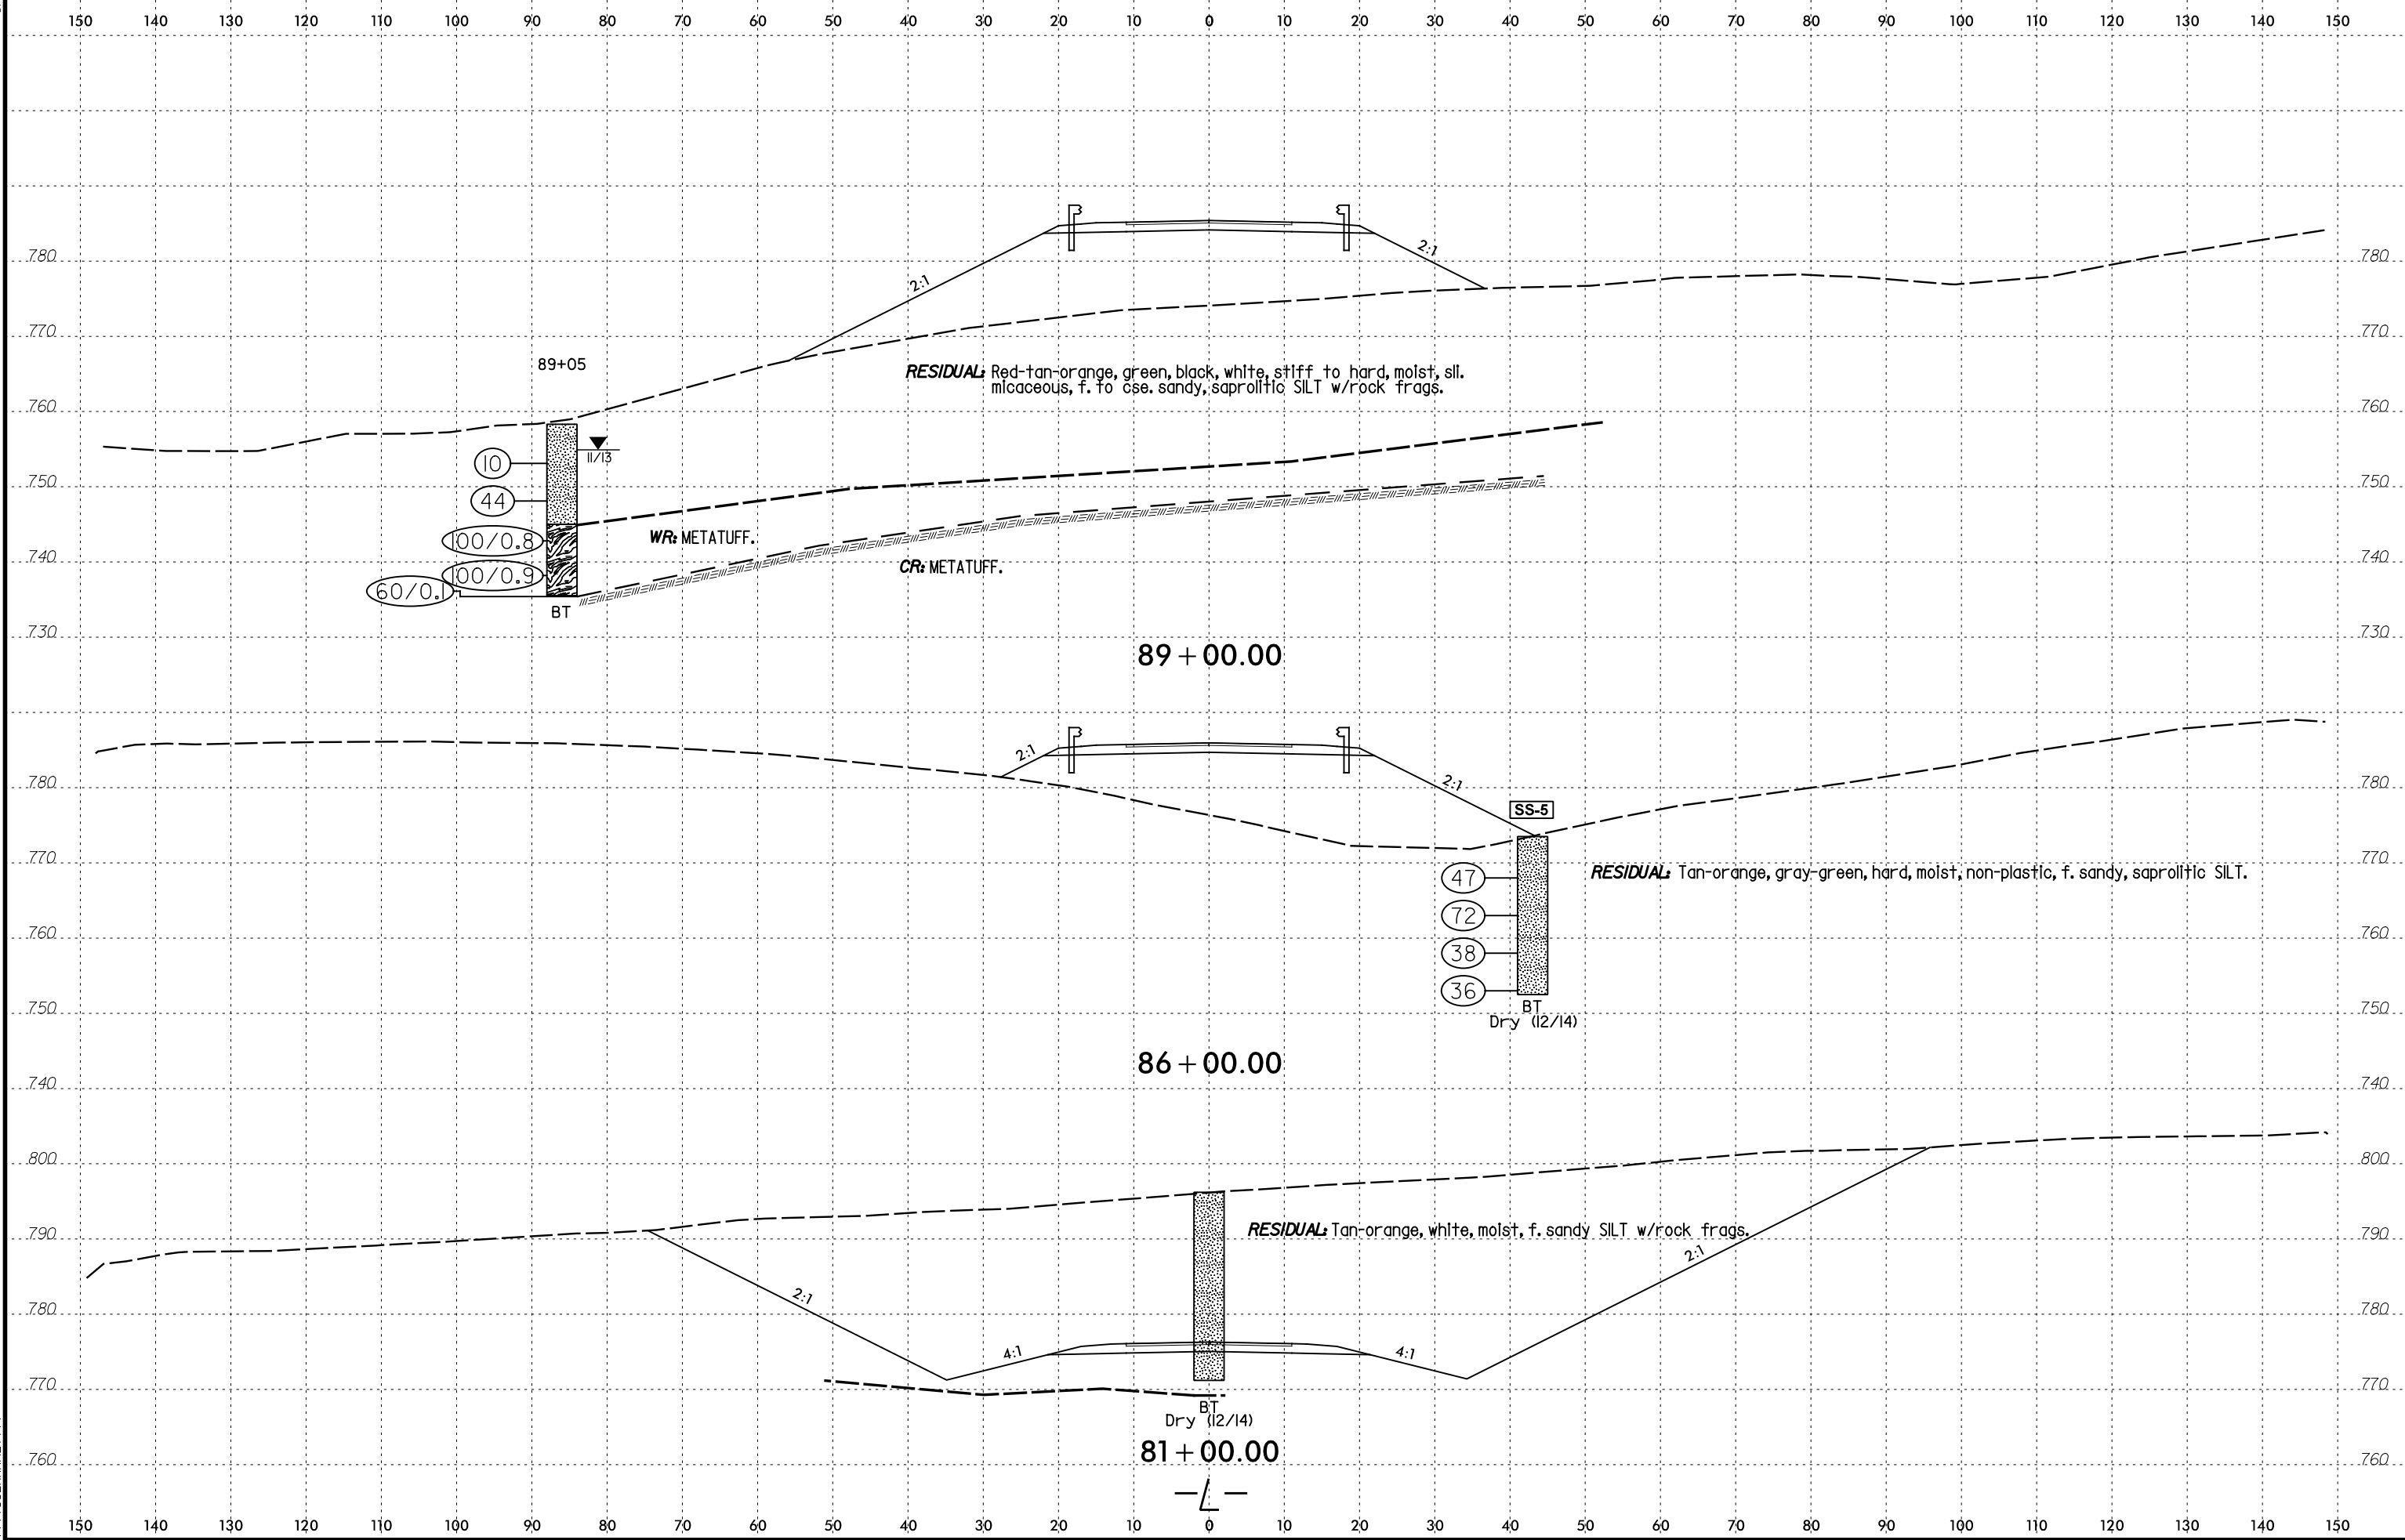 150 140 130 120 110 100 90 80 70 60 50 40 30 20 10 0 10 20 30 40 50 60 70 80 90 100 110 120 130 140 150
2:1
780 780
2:1
770 770
89+05
RESIDUAL: Red-tan-orange, green, black, white, stiff to hard, moist, sli.
micaceous, f. to cse. sandy, saprolitic SILT w/rock frags.
760 760
11/13
10
750 750
44
WR: METATUFF.
100/0.8
740 740
CR: METATUFF.
100/0.9
60/0.1
BT
730 730
89+00.00
2:1
780 2:1 780
SS-5
770 770
RESIDUAL: Tan-orange, gray-green, hard, moist, non-plastic, f. sandy, saprolitic SILT.
47
72
760 760
38
36
750 750
BT
Dry (12/14)
86+00.00
740 740
800 800
RESIDUAL: Tan-orange, white, moist, f. sandy SILT w/rock frags.
790 790
2:1
2:1
780 780
4:1 4:1
770 770
BT
Dry (12/14)
81+00.00
760 760
-L-
150 140 130 120 110 100 90 80 70 60 50 40 30 20 10 0 10 20 30 40 50 60 70 80 90 100 110 120 130 140 150